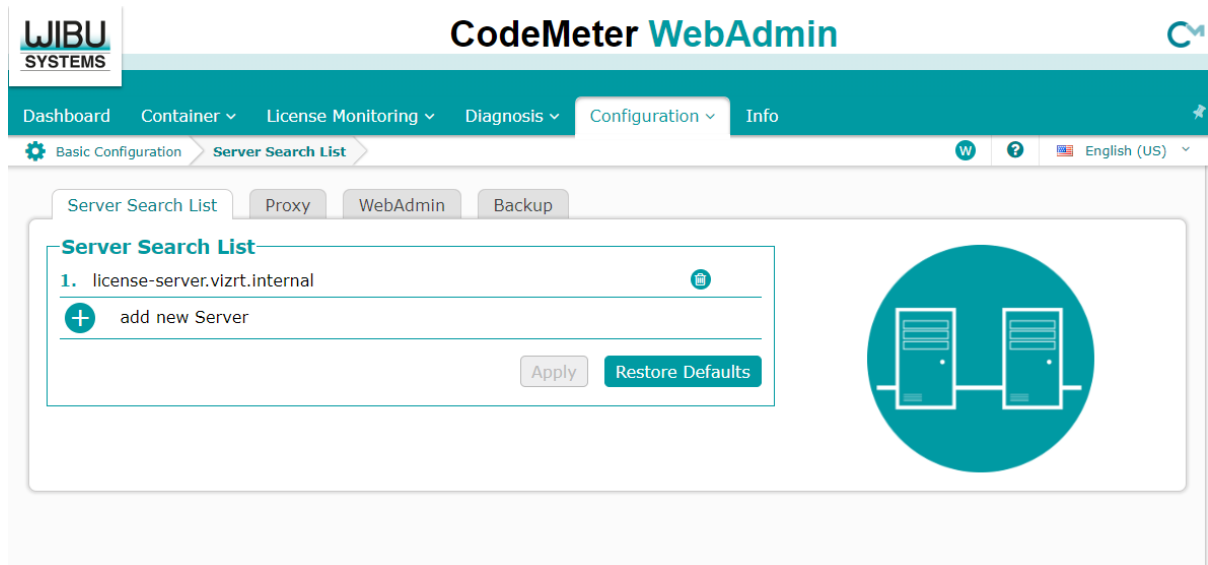 WIBU
SYSTEMS
CodeMeter WebAdmin
CM
Dashboard Container License Monitoring Diagnosis Configuration Info
Basic Configuration Server Search List W ? English (US)
Server Search List Proxy WebAdmin Backup
Server Search List
1. license-server.vizrt.internal
+ add new Server
Apply Restore Defaults